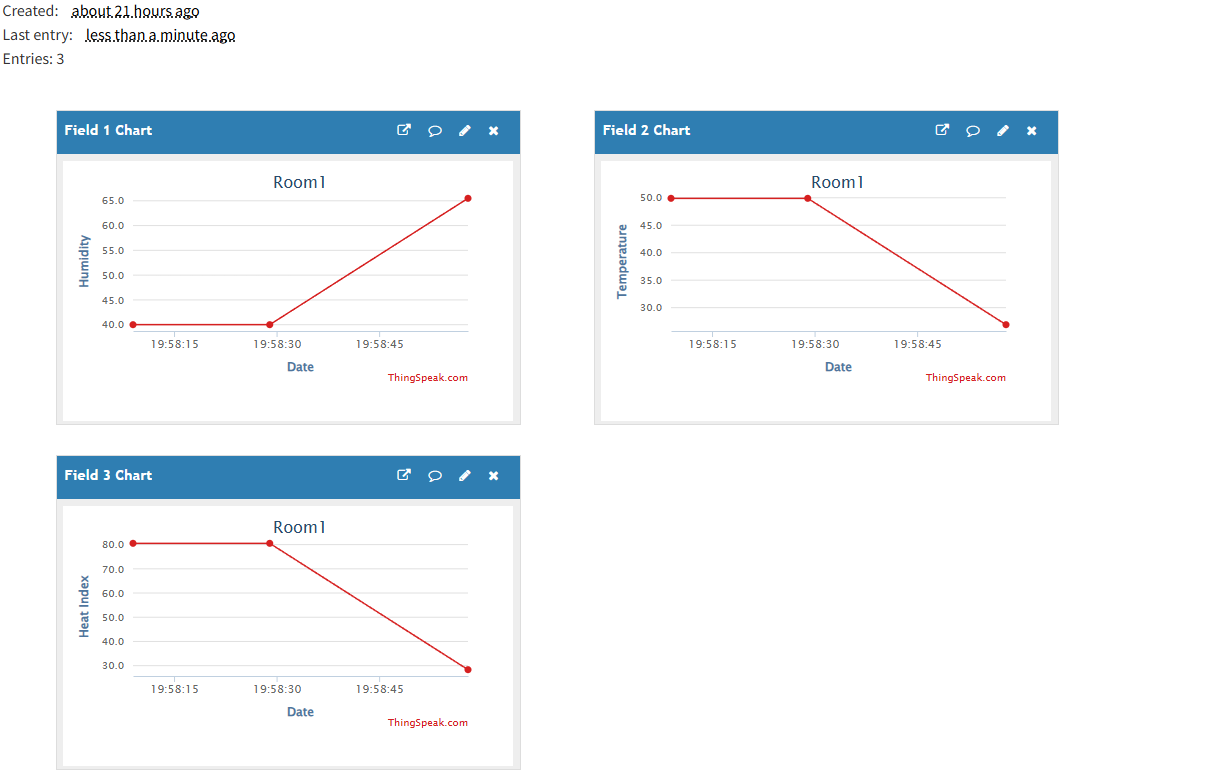 Created: about 21 hours ago
Last entry: less than a minute ago
Entries: 3
Field 1 Chart
Room1
Humidity
65.0
60.0
55.0
50.0
45.0
40.0
19:58:15 19:58:30 19:58:45
Date
ThingSpeak.com
Field 2 Chart
Room1
Temperature
50.0
45.0
40.0
35.0
30.0
19:58:15 19:58:30 19:58:45
Date
ThingSpeak.com
Field 3 Chart
Room1
Heat Index
80.0
70.0
60.0
50.0
40.0
30.0
19:58:15 19:58:30 19:58:45
Date
ThingSpeak.com